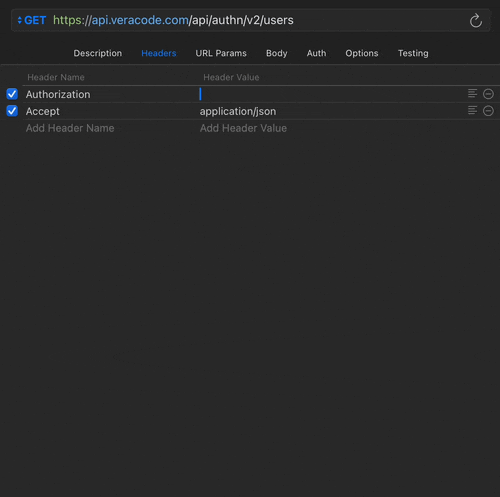 GET https://api.veracode.com/api/authn/v2/users
Description Headers URL Params Body Auth Options Testing
Header Name Header Value
Authorization
Accept application/json
Add Header Name Add Header Value